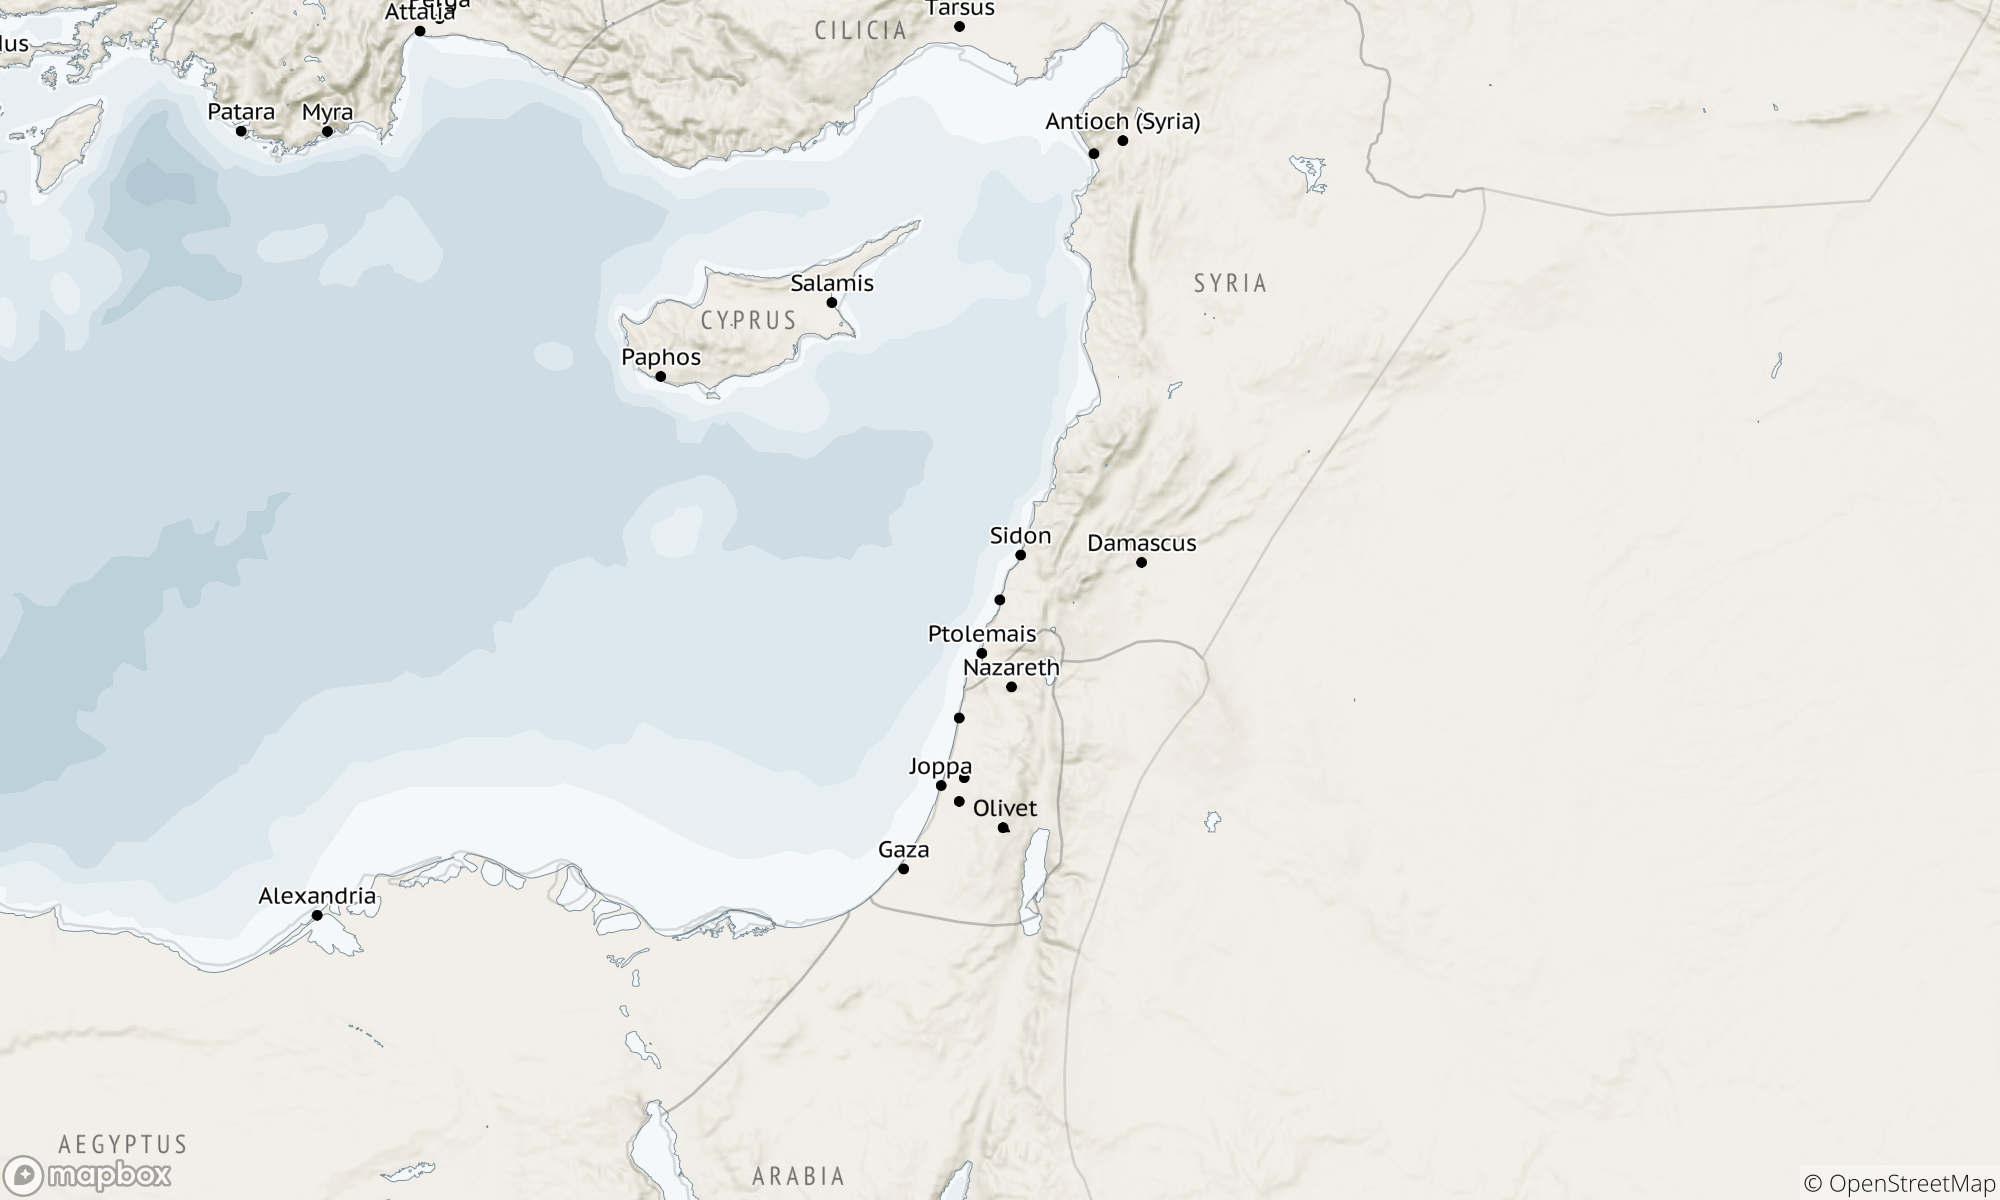 Perga
Attalia
Tarsus
CILICIA
Patara
Myra
Antioch (Syria)
SYRIA
Salamis
CYPRUS
Paphos
Sidon
Damascus
Ptolemais
Nazareth
Joppa
Olivet
Gaza
Alexandria
AEGYPTUS
mapbox
ARABIA
© OpenStreetMap